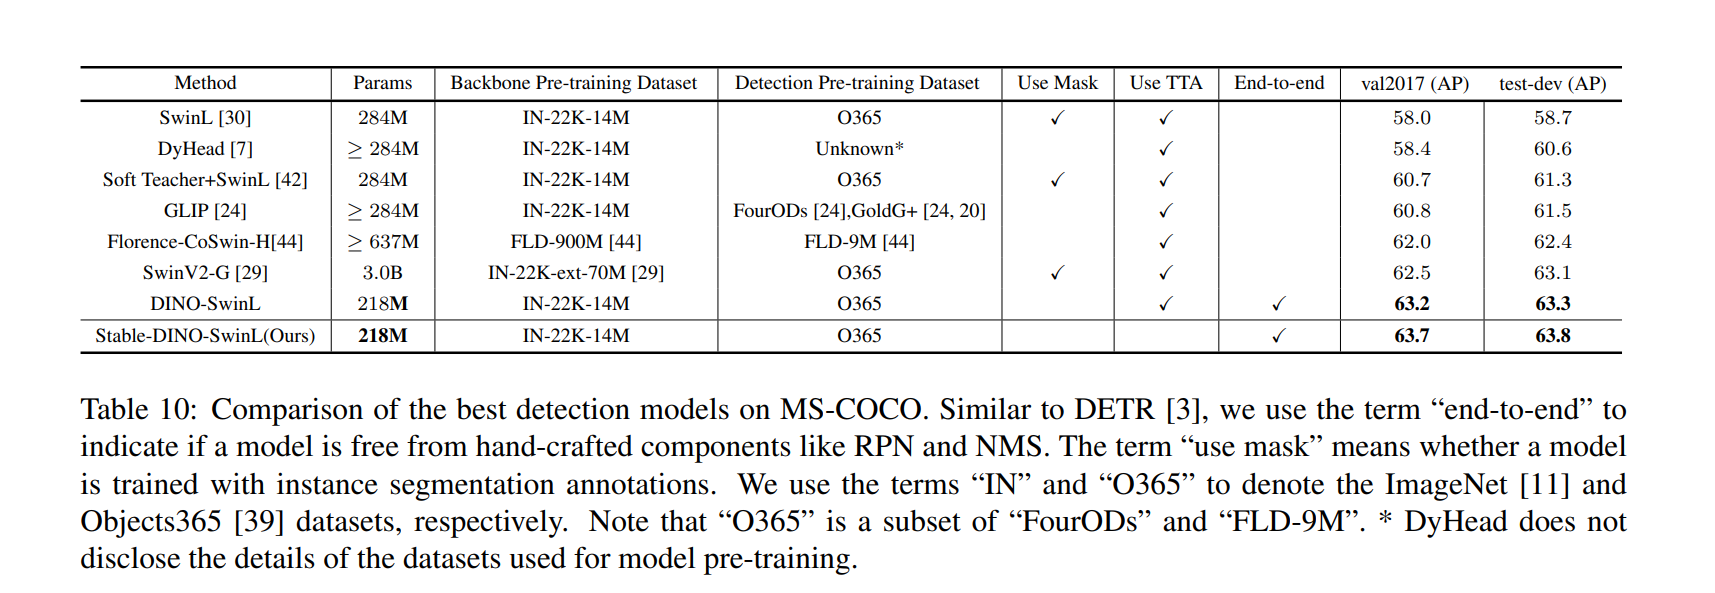 Method Params Backbone Pre-training Dataset Detection Pre-training Dataset Use Mask Use TTA End-to-end val2017 (AP) test-dev (AP)
SwinL [30] 284M IN-22K-14M O365 ✓ ✓ 58.0 58.7
DyHead [7] ≥ 284M IN-22K-14M Unknown* ✓ 58.4 60.6
Soft Teacher+SwinL [42] 284M IN-22K-14M O365 ✓ ✓ 60.7 61.3
GLIP [24] ≥ 284M IN-22K-14M FourODs [24],GoldG+ [24, 20] ✓ 60.8 61.5
Florence-CoSwin-H[44] ≥ 637M FLD-900M [44] FLD-9M [44] ✓ 62.0 62.4
SwinV2-G [29] 3.0B IN-22K-ext-70M [29] O365 ✓ ✓ 62.5 63.1
DINO-SwinL 218M IN-22K-14M O365 ✓ ✓ 63.2 63.3
Stable-DINO-SwinL(Ours) 218M IN-22K-14M O365 ✓ 63.7 63.8
Table 10: Comparison of the best detection models on MS-COCO. Similar to DETR [3], we use the term “end-to-end” to
indicate if a model is free from hand-crafted components like RPN and NMS. The term “use mask” means whether a model
is trained with instance segmentation annotations. We use the terms “IN” and “O365” to denote the ImageNet [11] and
Objects365 [39] datasets, respectively. Note that “O365” is a subset of “FourODs” and “FLD-9M”. * DyHead does not
disclose the details of the datasets used for model pre-training.